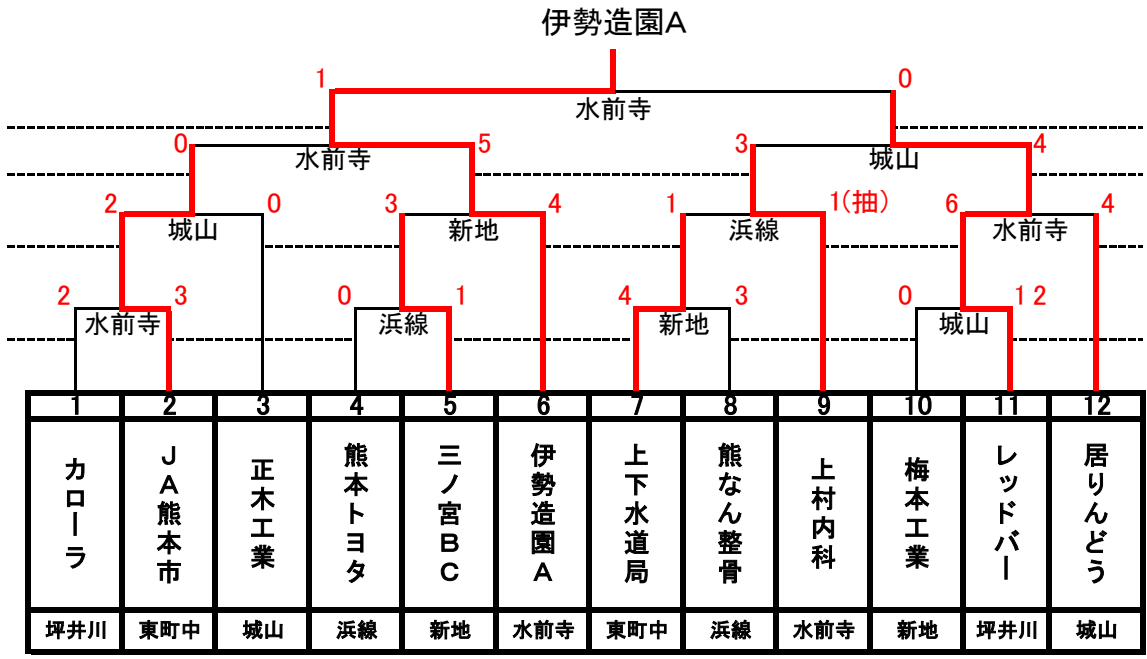 伊勢造園A
1 0
水前寺
0 5 3 4
水前寺 城山
2 0 3 4 1 1(抽) 6 4
城山 新地 浜線 水前寺
2 3 0 1 4 3 0 12
水前寺 浜線 新地 城山
1 2 3 4 5 6 7 8 9 10 11 12
カローラ
JA熊本市
正木工業
熊本トヨタ
三ノ宮BC
伊勢造園A
上下水道局
熊なん整骨
上村内科
梅本工業
レッドバー
居りんどう
坪井川 東町中 城山 浜線 新地 水前寺 東町中 浜線 水前寺 新地 坪井川 城山